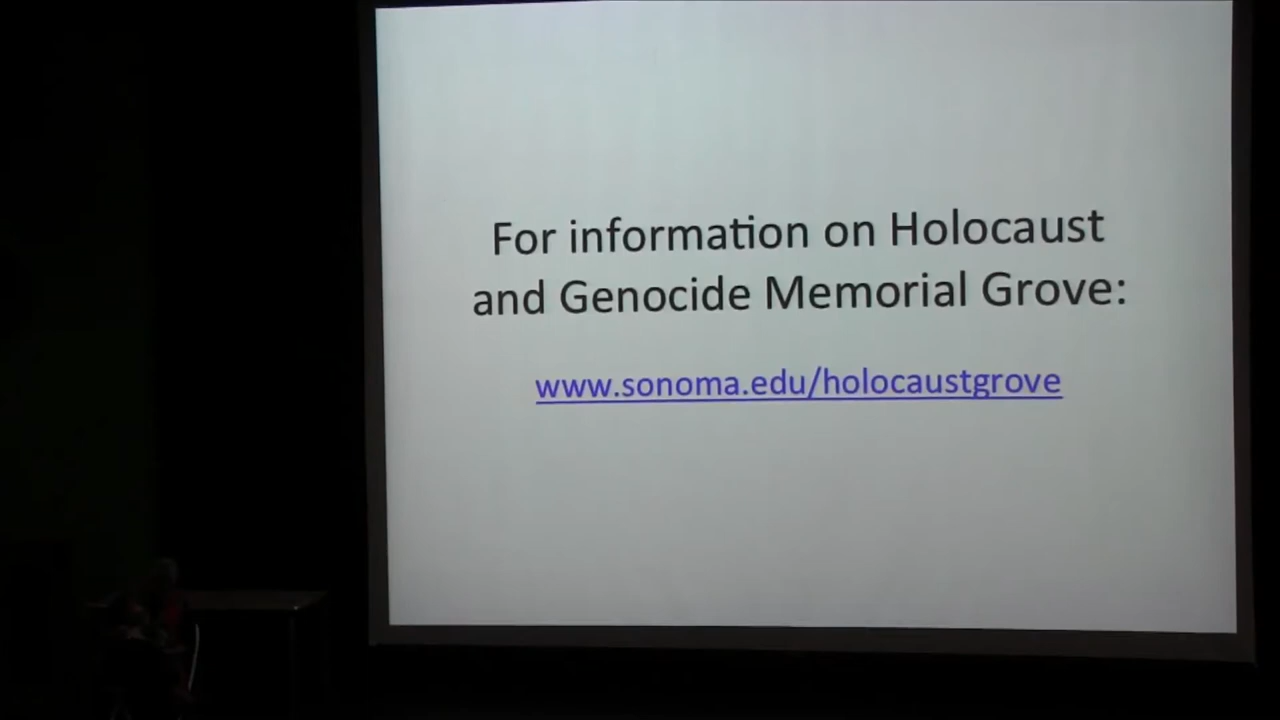 For information on Holocaust
and Genocide Memorial Grove:
www.sonoma.edu/holocaustgrove